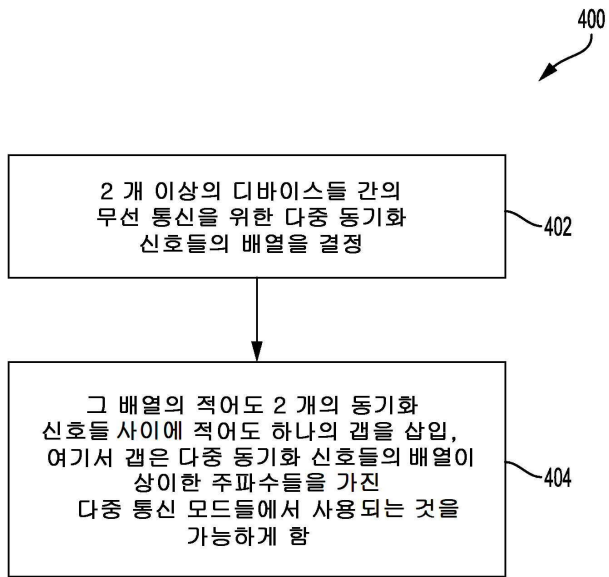 400
2 개 이상의 디바이스들 간의
무선 통신을 위한 다중 동기화
신호들의 배열을 결정
402
그 배열의 적어도 2 개의 동기화
신호들 사이에 적어도 하나의 갭을 삽입,
여기서 갭은 다중 동기화 신호들의 배열이
상이한 주파수들을 가진
다중 통신 모드들에서 사용되는 것을
가능하게 함
404